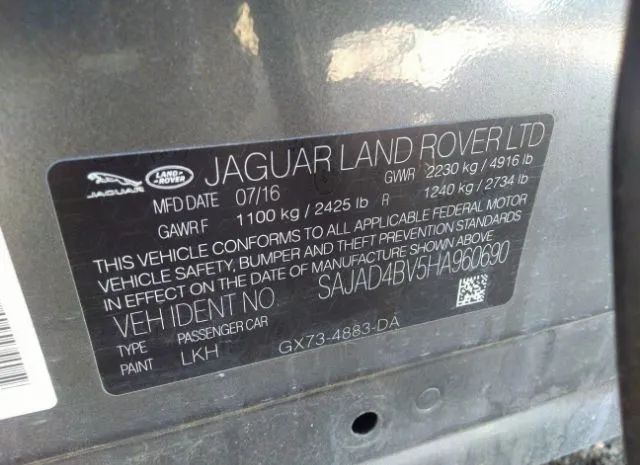 JAGUAR LAND-ROVER JAGUAR LAND ROVER LTD
MFD DATE 07/16 GWR 2230 kg / 4916 lb
GAWR F 1100 kg / 2425 lb R 1240 kg / 2734 lb
THIS VEHICLE CONFORMS TO ALL APPLICABLE FEDERAL MOTOR
VEHICLE SAFETY, BUMPER AND THEFT PREVENTION STANDARDS
IN EFFECT ON THE DATE OF MANUFACTURE SHOWN ABOVE
VEH IDENT NO. SAJAD4BV5HA960690
TYPE PASSENGER CAR
PAINT LKH GX73-4883-DA